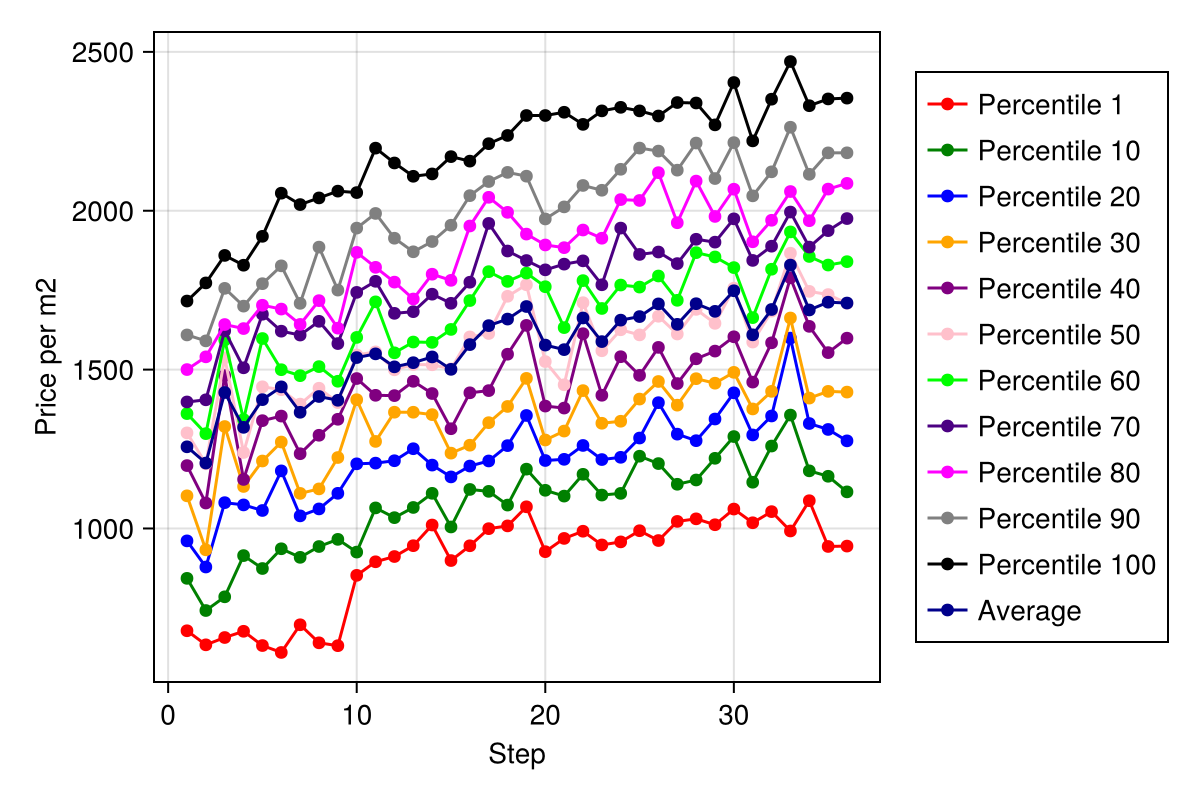 2500
2000
1500
1000
Price per m2
0 10 20 30
Step
Percentile 1
Percentile 10
Percentile 20
Percentile 30
Percentile 40
Percentile 50
Percentile 60
Percentile 70
Percentile 80
Percentile 90
Percentile 100
Average